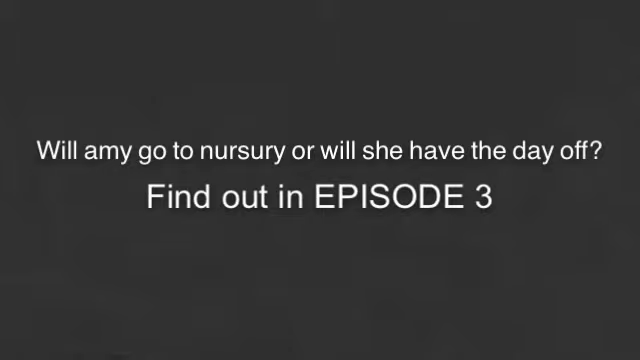 Will amy go to nursury or will she have the day off?
Find out in EPISODE 3